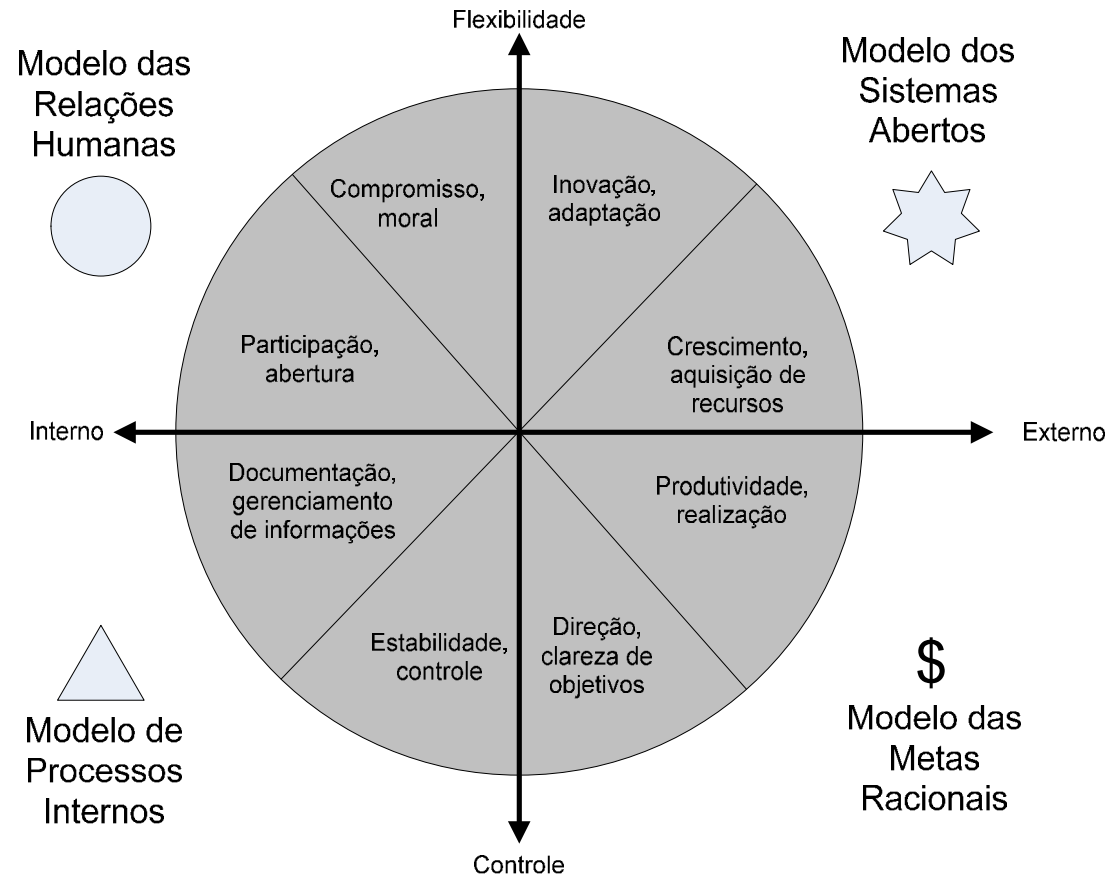 Flexibilidade
Modelo das
Relações
Humanas
Modelo dos
Sistemas
Abertos
Compromisso,
moral
Inovação,
adaptação
Participação,
abertura
Crescimento,
aquisição de
recursos
Interno
Externo
Documentação,
gerenciamento
de informações
Produtividade,
realização
Estabilidade,
controle
Direção,
clareza de
objetivos
$
Modelo de
Processos
Internos
Modelo das
Metas
Racionais
Controle